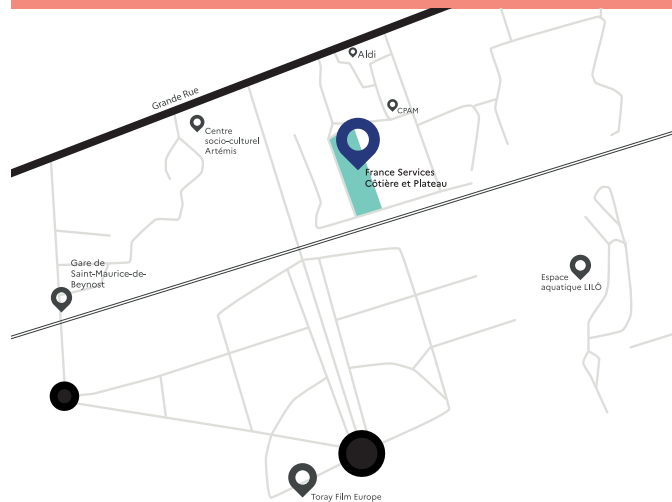 Aldi
Grande Rue
CPAM
Centre
socio-culturel
Artémis
France Services
Côtière et Plateau
Gare de
Saint-Maurice-de-
Beynost
Espace
aquatique LILÔ
Toray Film Europe